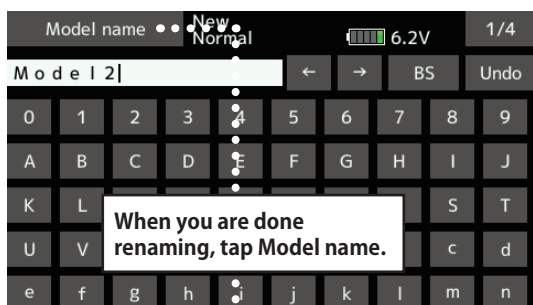 Model name New 6.2V 1/4
Normal
Model2 ← → BS Undo
0 1 2 3 4 5 6 7 8 9
A B C D E F G H I J
K L S T
When you are done
renaming, tap Model name.
U V c d
e f g h i j k l m n